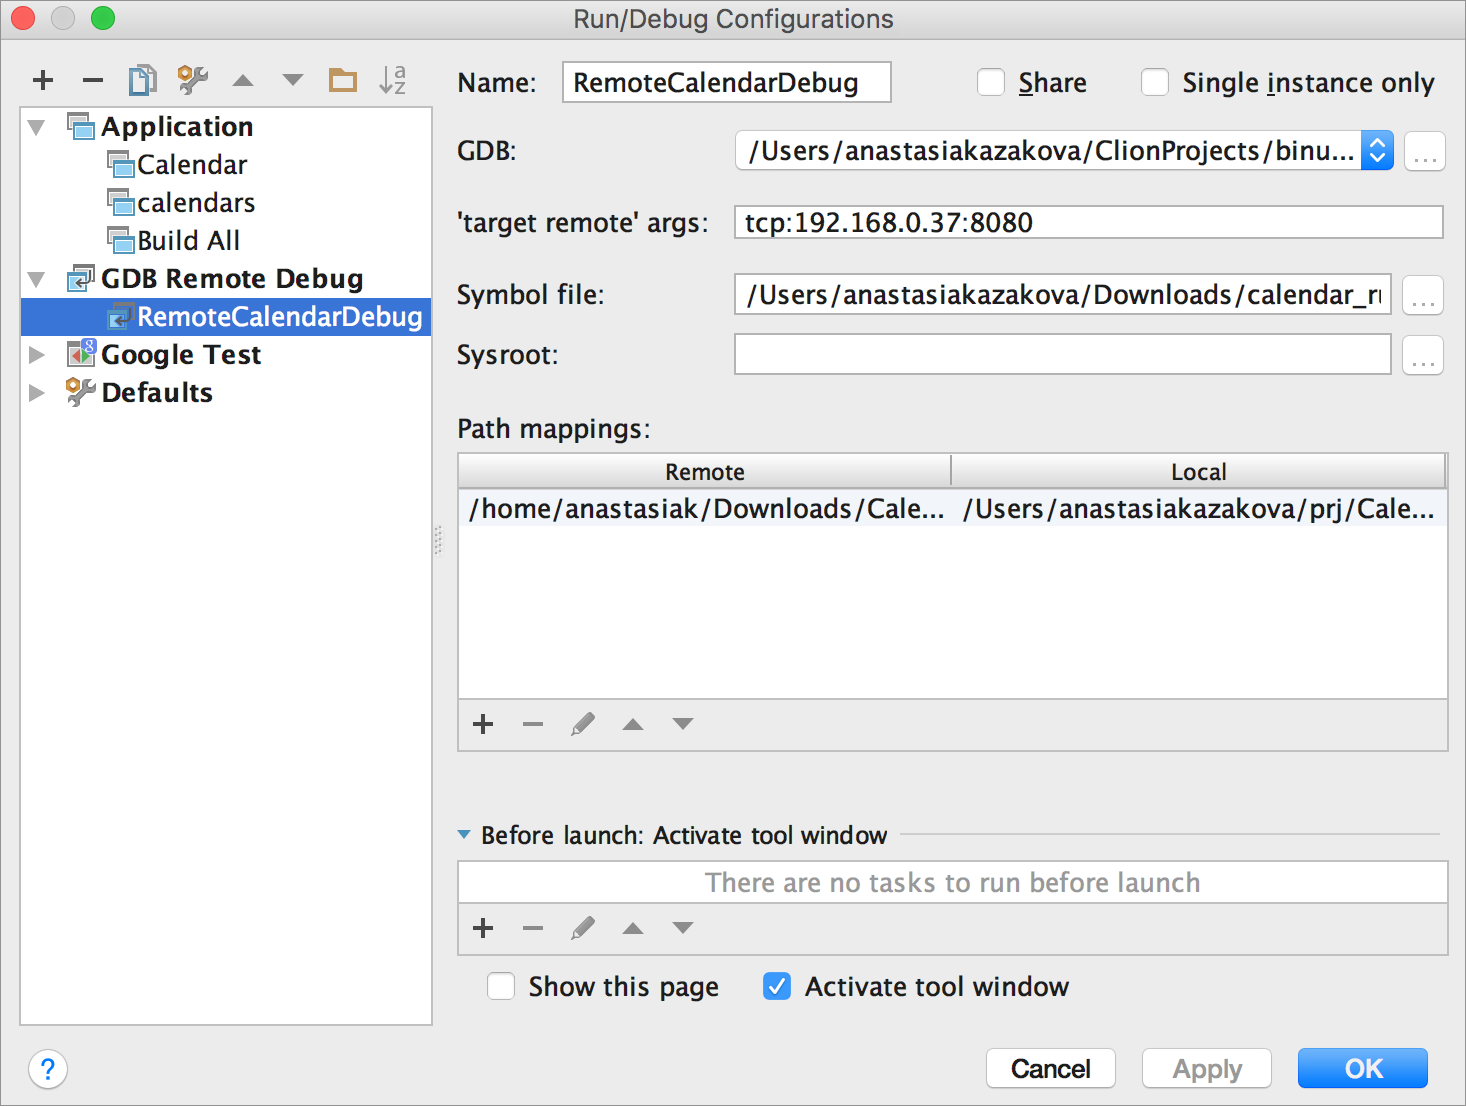 Run/Debug Configurations
Name: RemoteCalendarDebug Share Single instance only
Application
Calendar
calendars
Build All
GDB Remote Debug
RemoteCalendarDebug
Google Test
Defaults
GDB: /Users/anastasiakazakova/ClionProjects/binu... ...
'target remote' args: tcp:192.168.0.37:8080
Symbol file: /Users/anastasiakazakova/Downloads/calendar_ru ...
Sysroot: ...
Path mappings:
Remote Local
/home/anastasiak/Downloads/Cale... /Users/anastasiakazakova/prj/Cale...
Before launch: Activate tool window
There are no tasks to run before launch
Show this page Activate tool window
? Cancel Apply OK